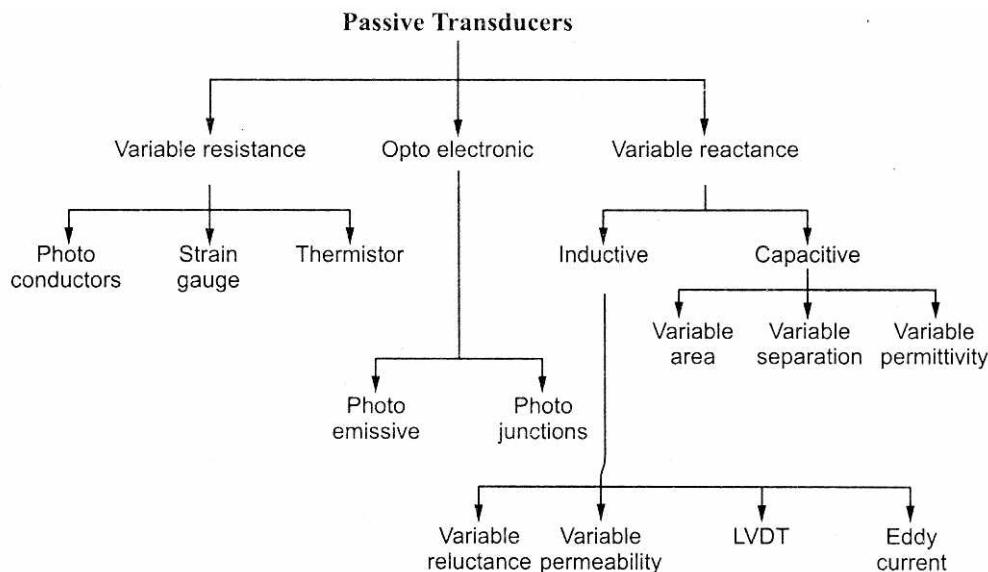 Passive Transducers
Variable resistance
Opto electronic
Variable reactance
Photo
conductors
Strain
gauge
Thermistor
Inductive
Capacitive
Variable
area
Variable
separation
Variable
permittivity
Photo
emissive
Photo
junctions
Variable
reluctance
Variable
permeability
LVDT
Eddy
current